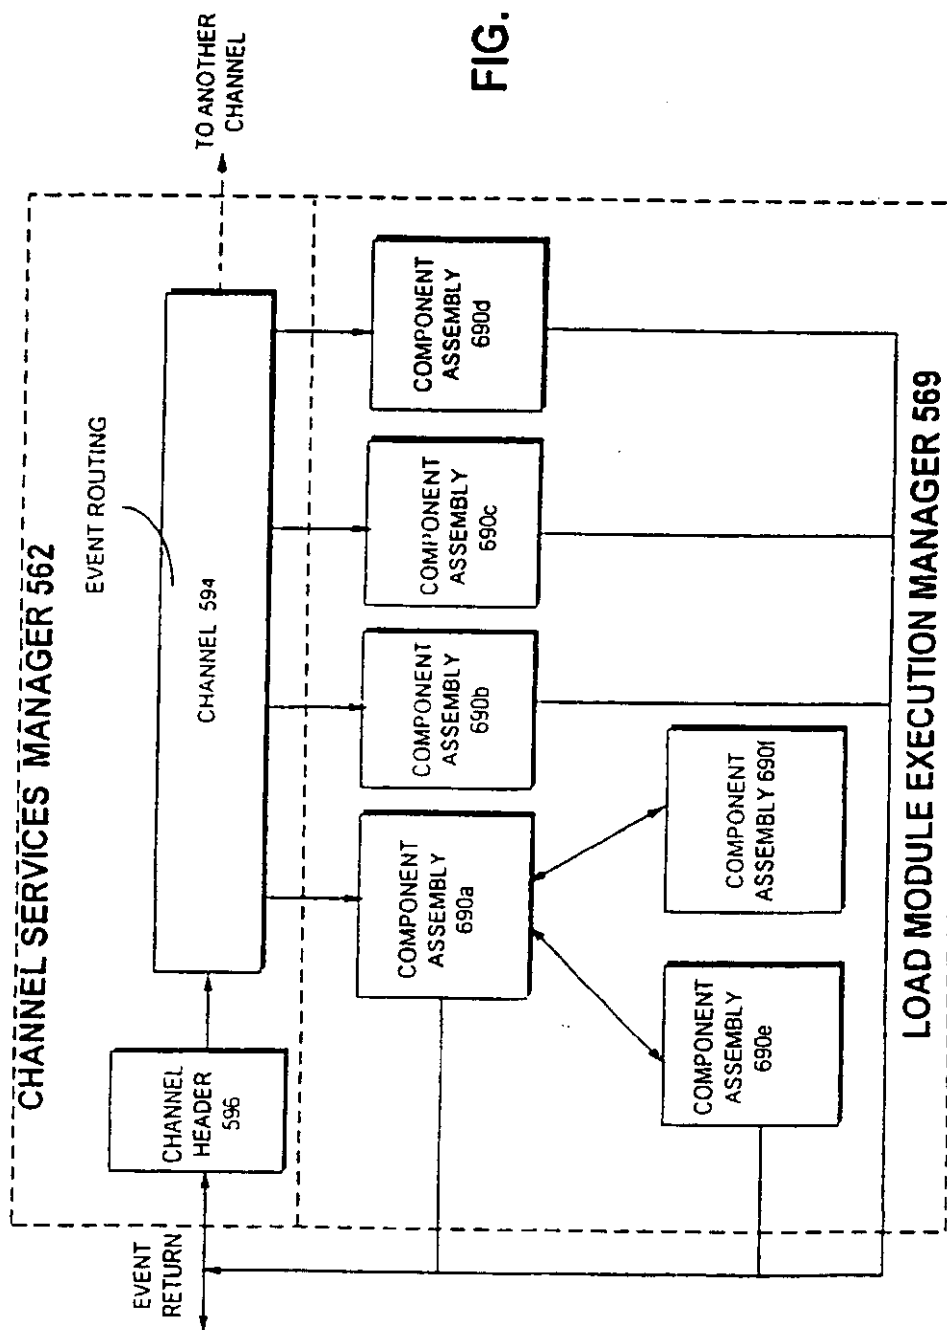 CHANNEL SERVICES MANAGER 562
EVENT ROUTING
TO ANOTHER
CHANNEL
EVENT
RETURN
CHANNEL
HEADER
596
CHANNEL 594
COMPONENT
ASSEMBLY
690a
COMPONENT
ASSEMBLY
690b
COMPONENT
ASSEMBLY
690c
COMPONENT
ASSEMBLY
690d
COMPONENT
ASSEMBLY
690e
COMPONENT
ASSEMBLY 690f
LOAD MODULE EXECUTION MANAGER 569
FIG.